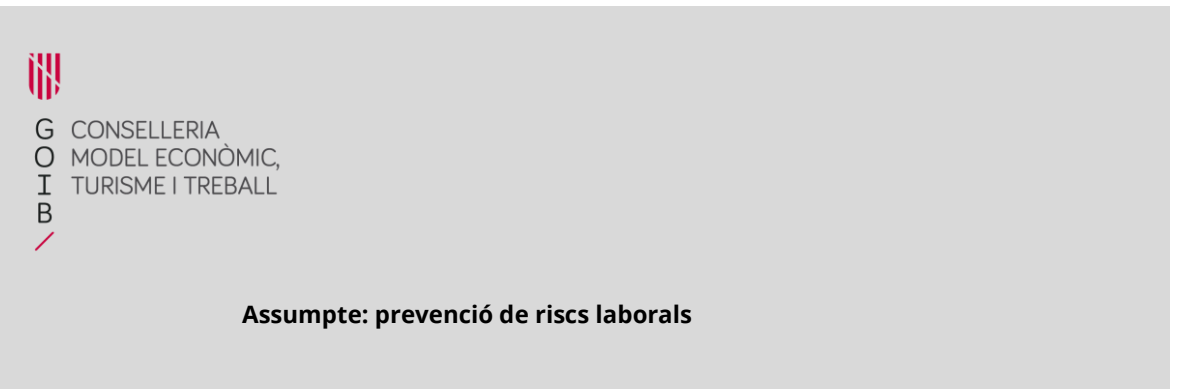 G CONSELLERIA
O MODEL ECONÒMIC,
I TURISME I TREBALL
B
/
Assumpte: prevenció de riscs laborals